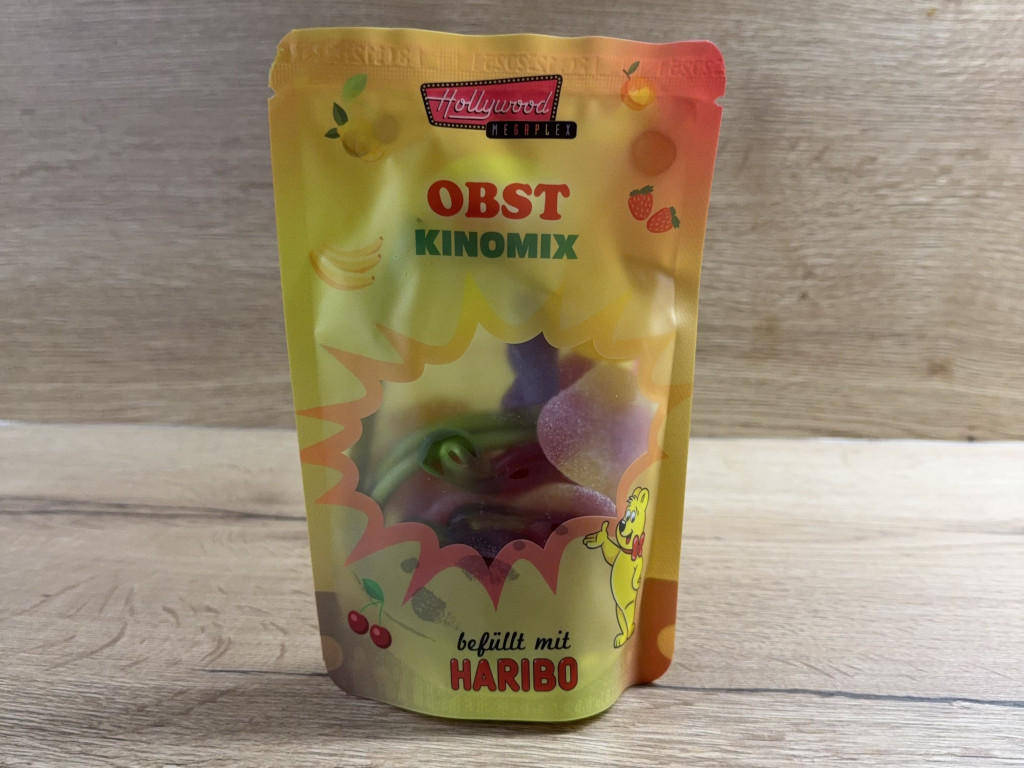 Hollywood
MEGAPLEX
OBST
KINOMIX
befüllt mit
HARIBO